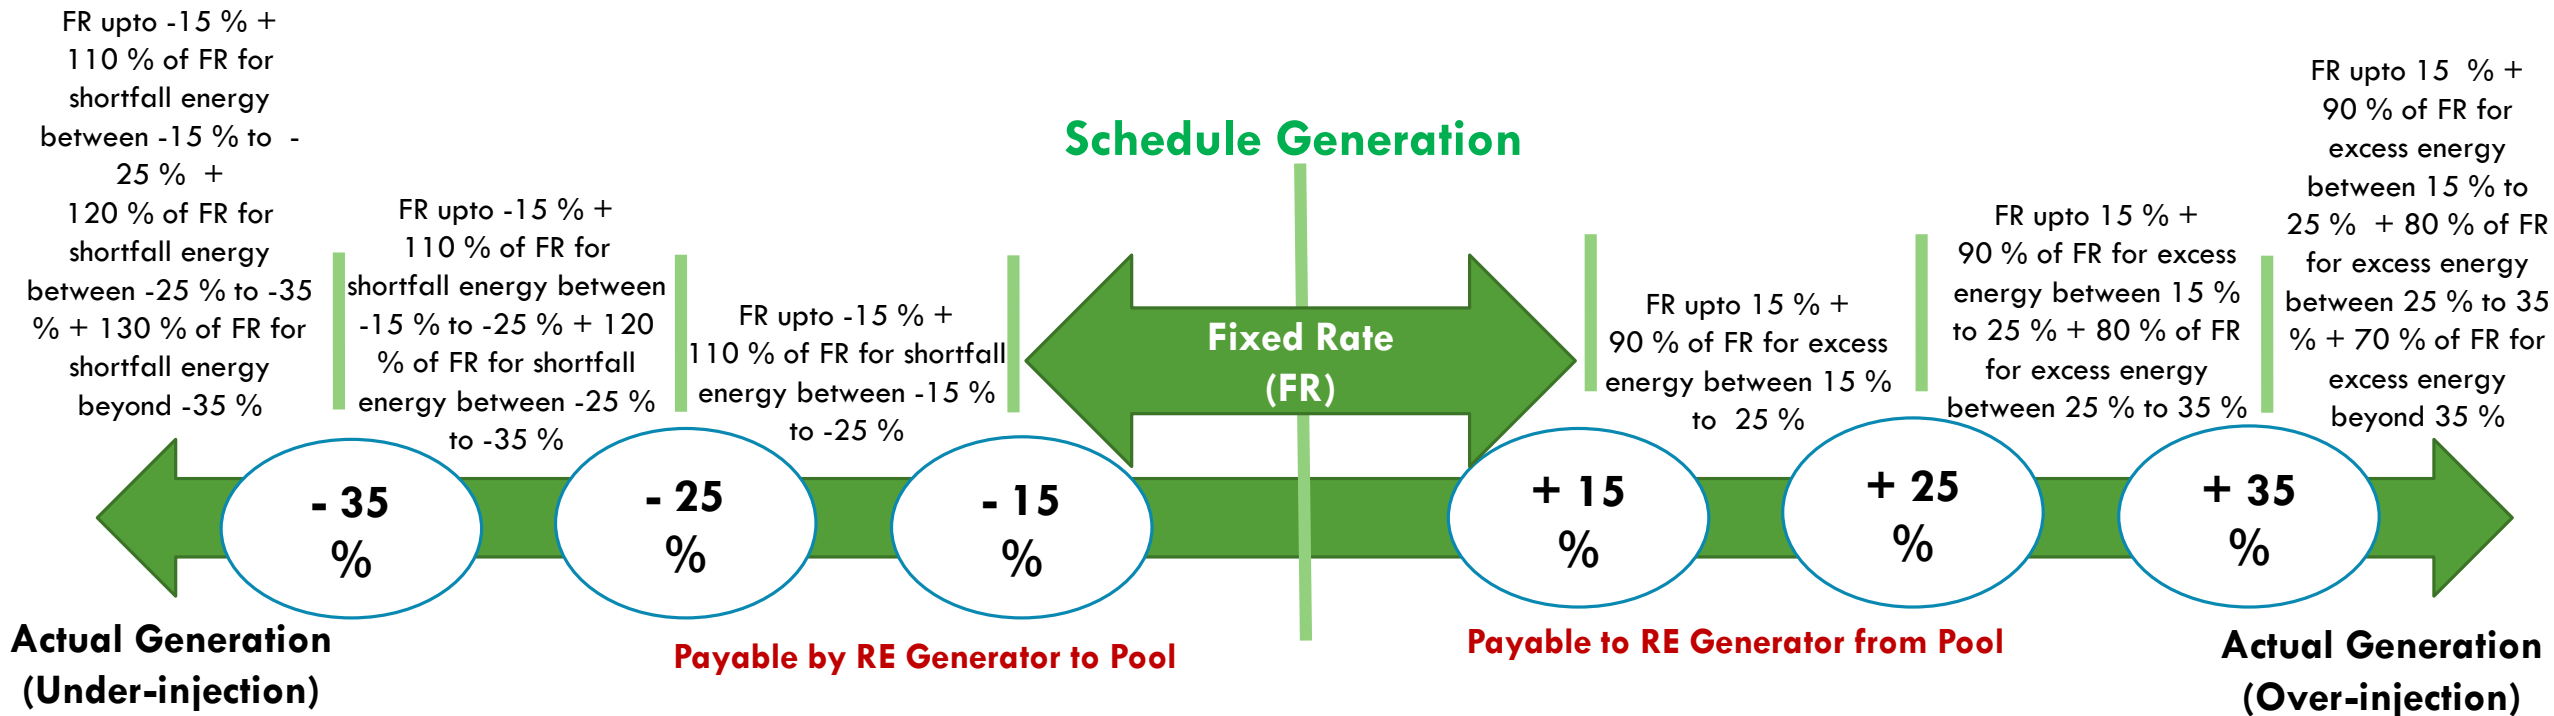 FR upto -15 % +
110 % of FR for
shortfall energy
between -15 % to -
25 % +
120 % of FR for
shortfall energy
between -25 % to -35
% + 130 % of FR for
shortfall energy
beyond -35 %
FR upto -15 % +
110 % of FR for
shortfall energy between
-15 % to -25 % + 120
% of FR for shortfall
energy between -25 %
to -35 %
FR upto -15 % +
110 % of FR for shortfall
energy between -15 %
to -25 %
Schedule Generation
Fixed Rate
(FR)
FR upto 15 % +
90 % of FR for excess
energy between 15 %
to 25 %
FR upto 15 % +
90 % of FR for excess
energy between 15 %
to 25 % + 80 % of FR
for excess energy
between 25 % to 35 %
FR upto 15 % +
90 % of FR for
excess energy
between 15 % to
25 % + 80 % of FR
for excess energy
between 25 % to 35
% + 70 % of FR for
excess energy
beyond 35 %
- 35
%
- 25
%
- 15
%
+ 15
%
+ 25
%
+ 35
%
Actual Generation
(Under-injection)
Payable by RE Generator to Pool
Payable to RE Generator from Pool
Actual Generation
(Over-injection)